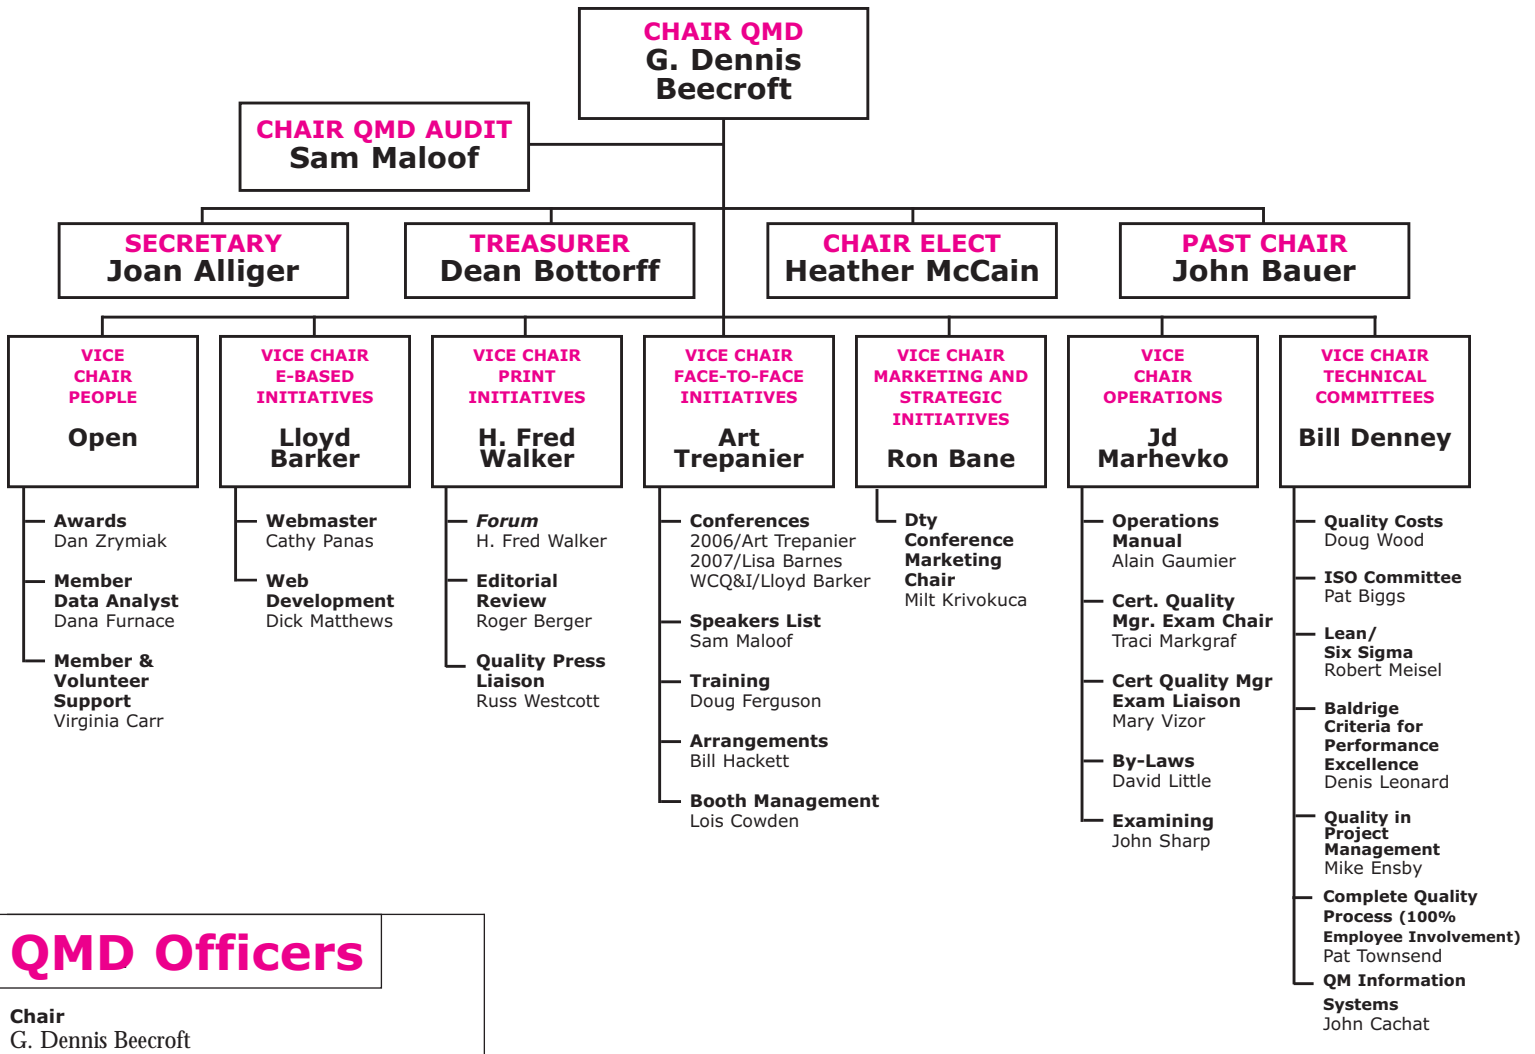 CHAIR QMD
G. Dennis
Beecroft
CHAIR QMD AUDIT
Sam Maloof
SECRETARY
Joan Alliger
TREASURER
Dean Bottorff
CHAIR ELECT
Heather McCain
PAST CHAIR
John Bauer
VICE
CHAIR
PEOPLE
Open
Awards
Dan Zrymiak
Member
Data Analyst
Dana Furnace
Member &
Volunteer
Support
Virginia Carr
VICE CHAIR
E-BASED
INITIATIVES
Lloyd
Barker
Webmaster
Cathy Panas
Web
Development
Dick Matthews
VICE CHAIR
PRINT
INITIATIVES
H. Fred
Walker
Forum
H. Fred Walker
Editorial
Review
Roger Berger
Quality Press
Liaison
Russ Westcott
VICE CHAIR
FACE-TO-FACE
INITIATIVES
Art
Trepanier
Conferences
2006/Art Trepanier
2007/Lisa Barnes
WCQ&I/Lloyd Barker
Speakers List
Sam Maloof
Training
Doug Ferguson
Arrangements
Bill Hackett
Booth Management
Lois Cowden
VICE CHAIR
MARKETING AND
STRATEGIC
INITIATIVES
Ron Bane
Dty
Conference
Marketing
Chair
Milt Krivokuca
VICE
CHAIR
OPERATIONS
Jd
Marhevko
Operations
Manual
Alain Gaumier
Cert. Quality
Mgr. Exam Chair
Traci Markgraf
Cert Quality Mgr
Exam Liaison
Mary Vizor
By-Laws
David Little
Examining
John Sharp
VICE CHAIR
TECHNICAL
COMMITTEES
Bill Denney
Quality Costs
Doug Wood
ISO Committee
Pat Biggs
Lean/
Six Sigma
Robert Meisel
Baldrige
Criteria for
Performance
Excellence
Denis Leonard
Quality in
Project
Management
Mike Ensby
Complete Quality
Process (100%
Employee Involvement)
Pat Townsend
QM Information
Systems
John Cachat
QMD Officers
Chair
G. Dennis Beecroft